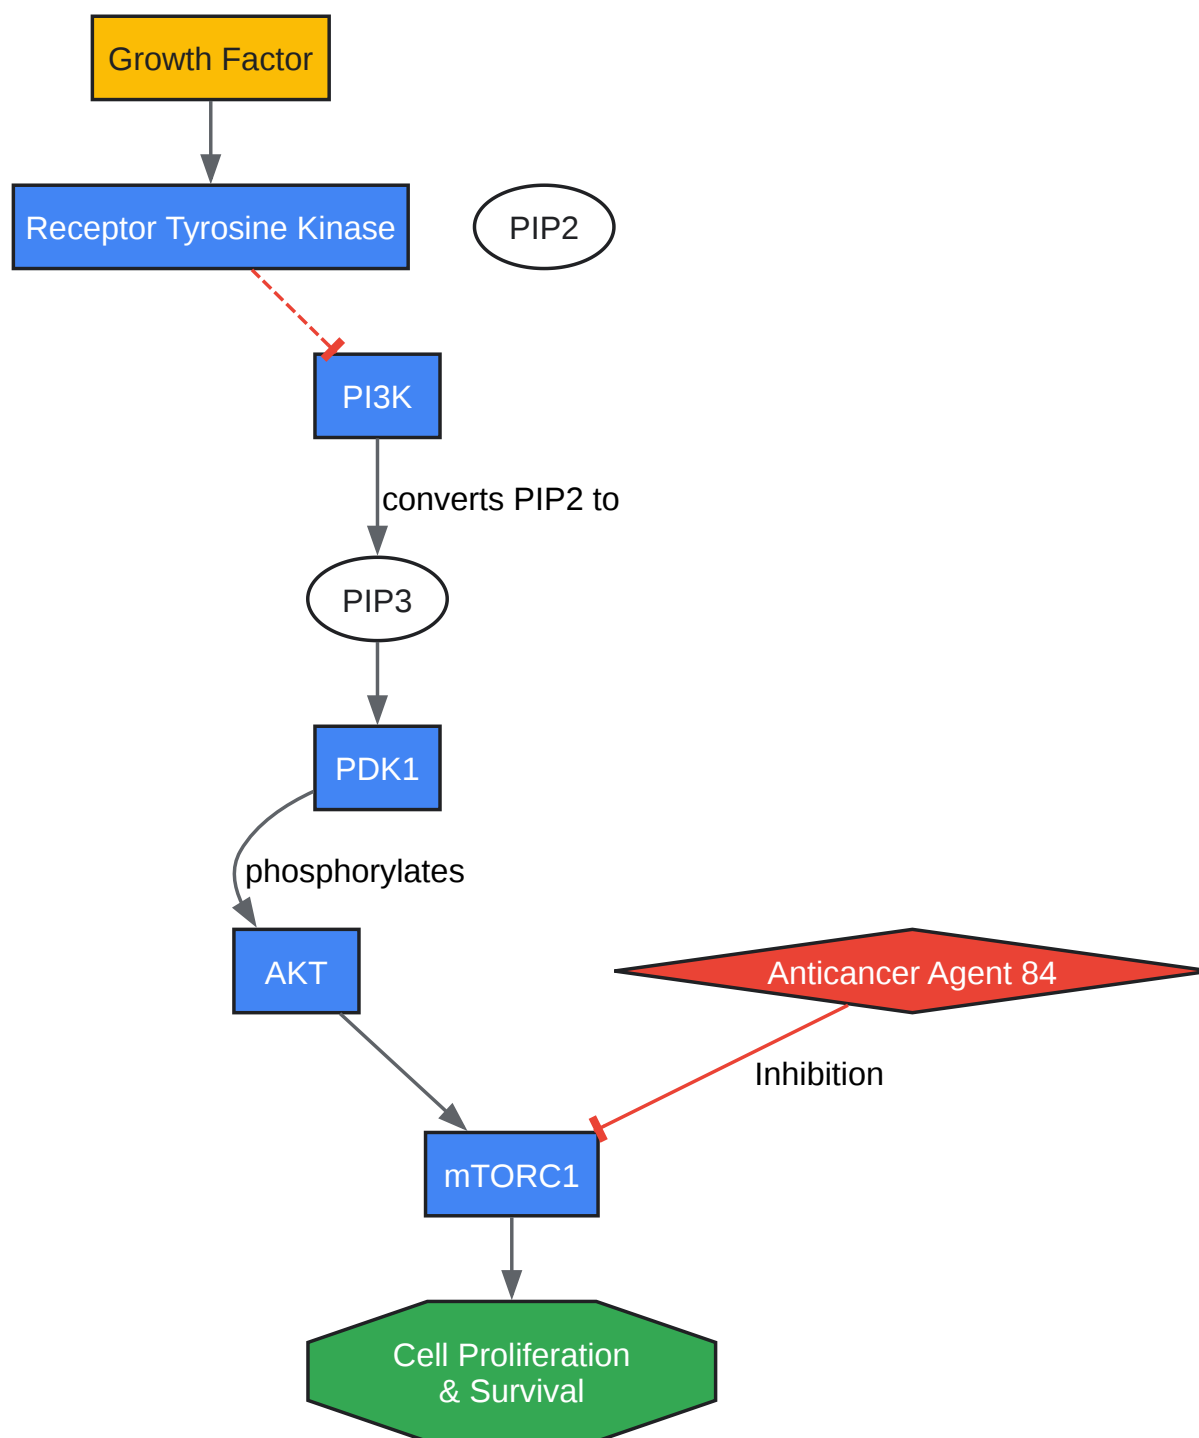 Growth Factor
Receptor Tyrosine Kinase
PIP2
PI3K
converts PIP2 to
PIP3
PDK1
phosphorylates
AKT
Anticancer Agent 84
Inhibition
mTORC1
Cell Proliferation
& Survival